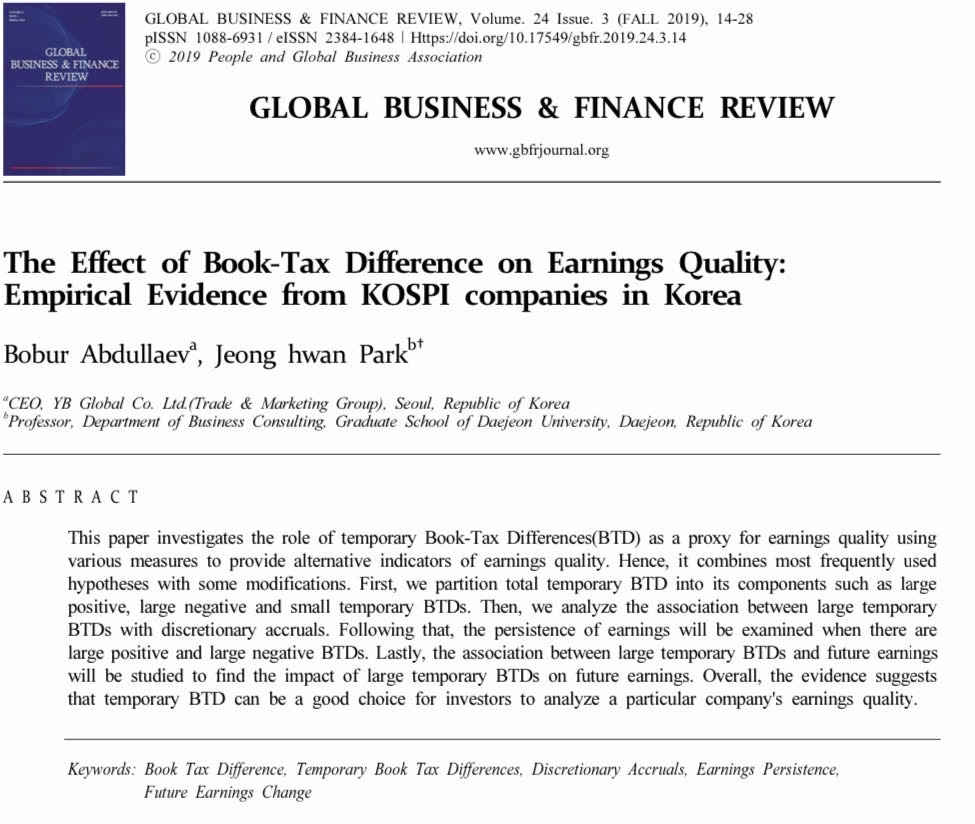 GLOBAL
BUSINESS & FINANCE
REVIEW
GLOBAL BUSINESS & FINANCE REVIEW, Volume. 24 Issue. 3 (FALL 2019), 14-28
pISSN 1088-6931 / eISSN 2384-1648 | Https://doi.org/10.17549/gbfr.2019.24.3.14
ⓒ 2019 People and Global Business Association
GLOBAL BUSINESS & FINANCE REVIEW
www.gbfrjournal.org
The Effect of Book-Tax Difference on Earnings Quality:
Empirical Evidence from KOSPI companies in Korea
Bobur Abdullaevᵃ, Jeong hwan Parkᵇ†
ᵃCEO, YB Global Co. Ltd.(Trade & Marketing Group), Seoul, Republic of Korea
ᵇProfessor, Department of Business Consulting, Graduate School of Daejeon University, Daejeon, Republic of Korea
A B S T R A C T
This paper investigates the role of temporary Book-Tax Differences(BTD) as a proxy for earnings quality using
various measures to provide alternative indicators of earnings quality. Hence, it combines most frequently used
hypotheses with some modifications. First, we partition total temporary BTD into its components such as large
positive, large negative and small temporary BTDs. Then, we analyze the association between large temporary
BTDs with discretionary accruals. Following that, the persistence of earnings will be examined when there are
large positive and large negative BTDs. Lastly, the association between large temporary BTDs and future earnings
will be studied to find the impact of large temporary BTDs on future earnings. Overall, the evidence suggests
that temporary BTD can be a good choice for investors to analyze a particular company's earnings quality.
Keywords: Book Tax Difference, Temporary Book Tax Differences, Discretionary Accruals, Earnings Persistence,
Future Earnings Change